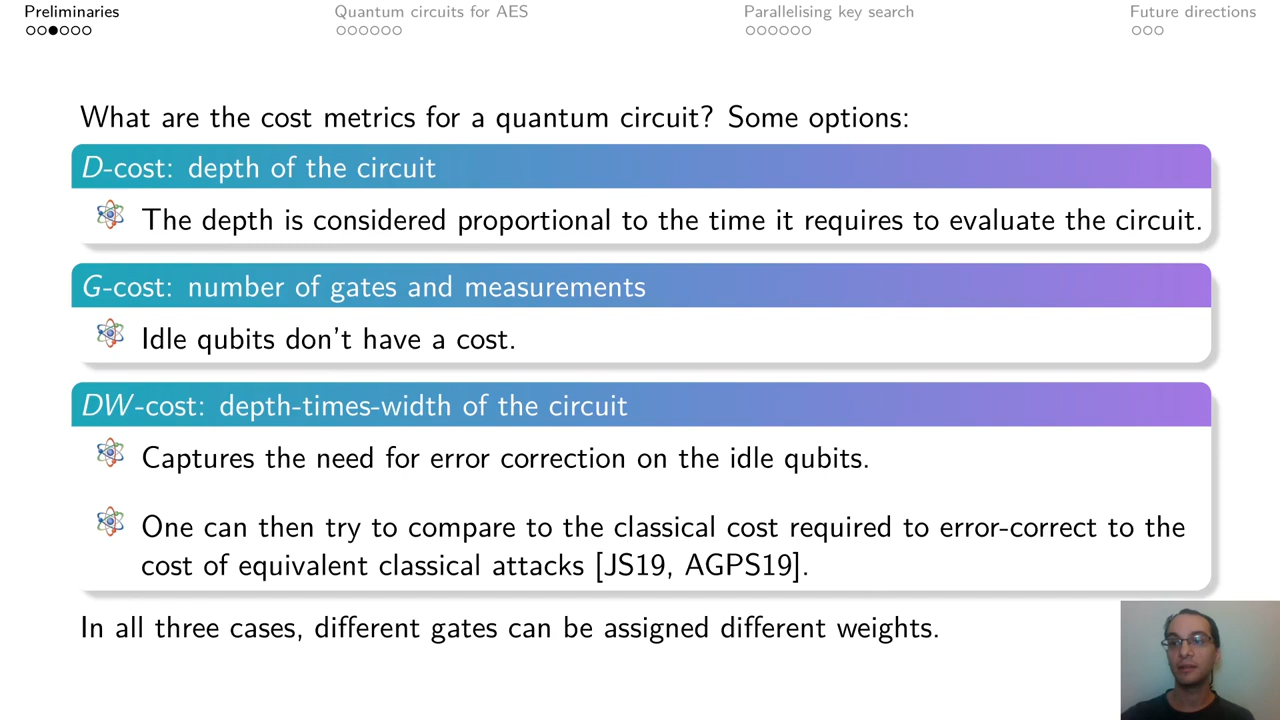 Preliminaries
Quantum circuits for AES
Parallelising key search
Future directions
What are the cost metrics for a quantum circuit? Some options:
D-cost: depth of the circuit
The depth is considered proportional to the time it requires to evaluate the circuit.
G-cost: number of gates and measurements
Idle qubits don't have a cost.
DW-cost: depth-times-width of the circuit
Captures the need for error correction on the idle qubits.
One can then try to compare to the classical cost required to error-correct to the
cost of equivalent classical attacks [JS19, AGPS19].
In all three cases, different gates can be assigned different weights.